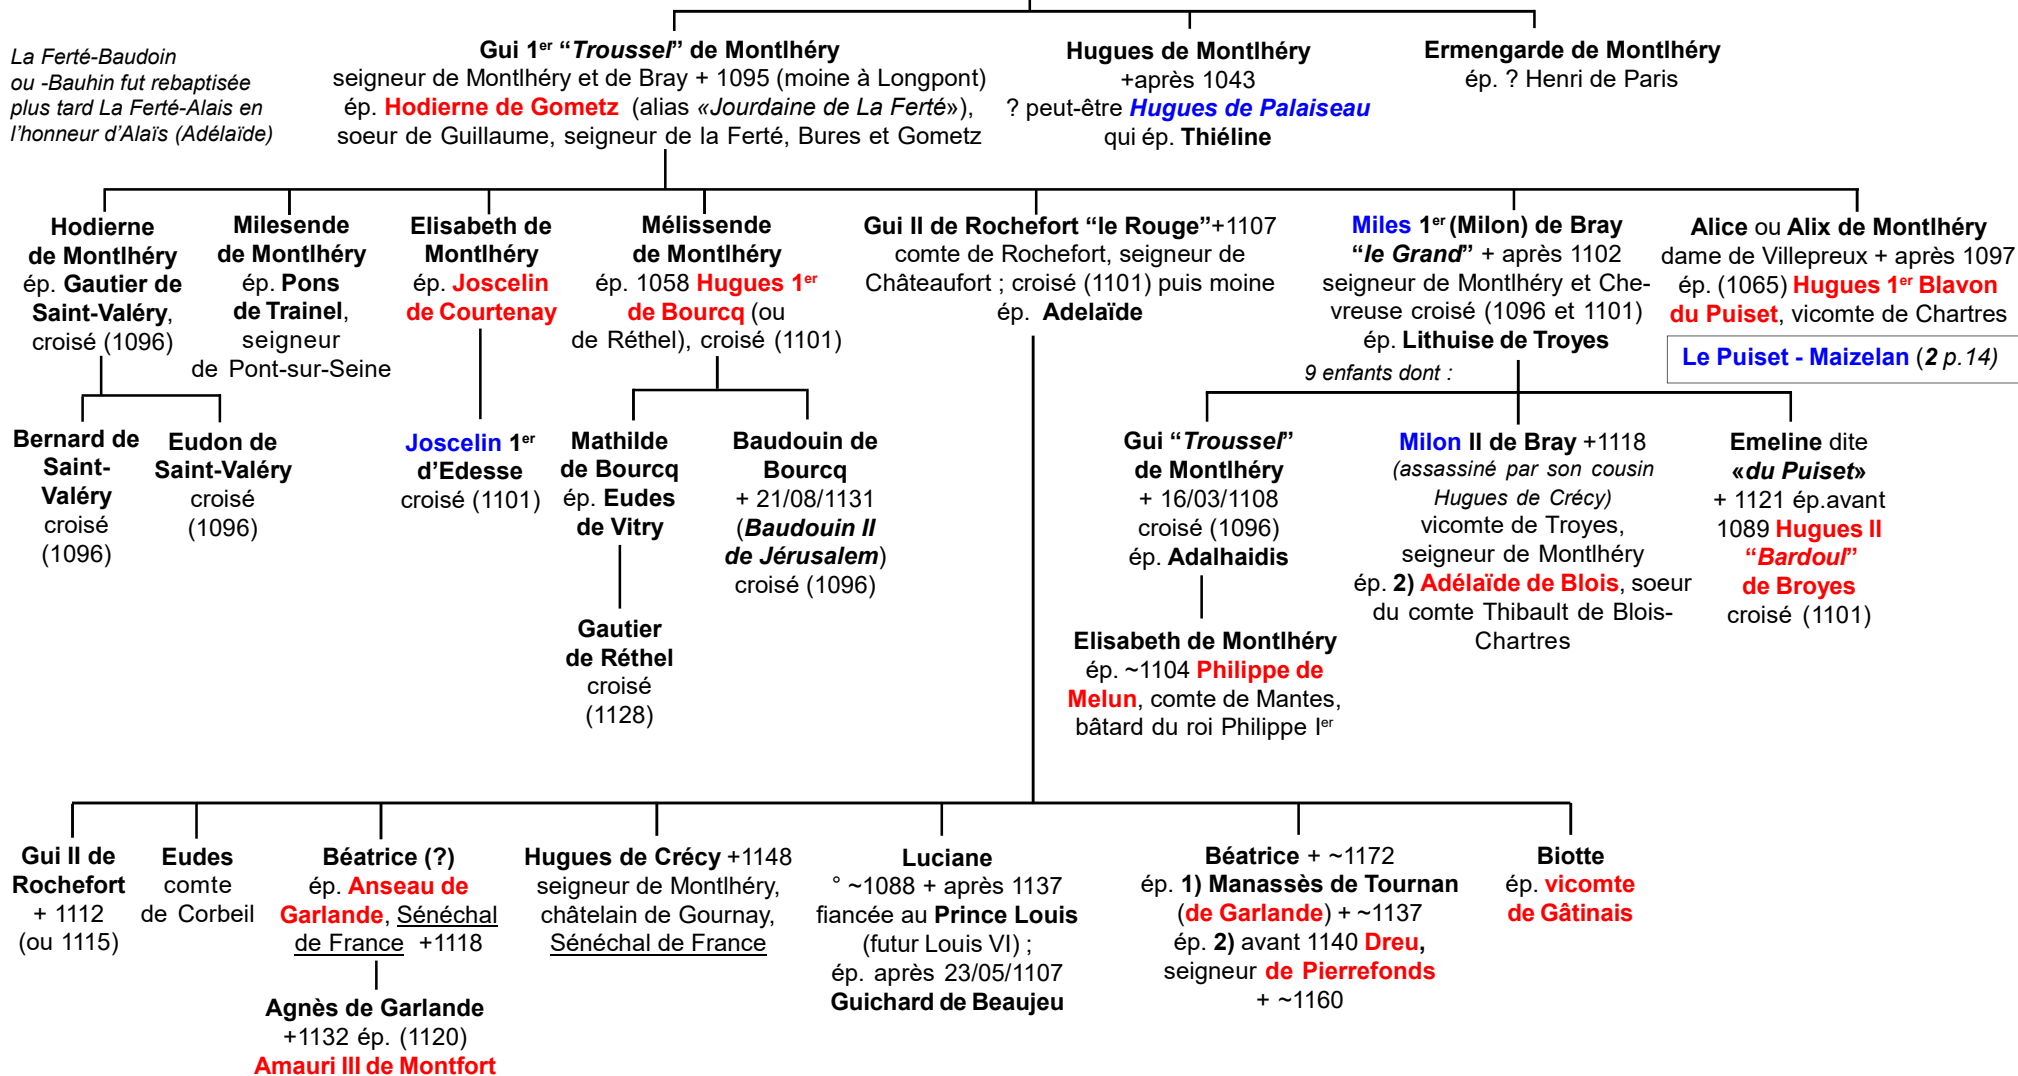 La Ferté-Baudoin
ou -Bauhin fut rebaptisée
plus tard La Ferté-Alais en
l'honneur d'Alaïs (Adélaïde)
Gui 1er “Troussel” de Montlhéry
seigneur de Montlhéry et de Bray + 1095 (moine à Longpont)
ép. Hodierne de Gometz (alias «Jourdaine de La Ferté»),
soeur de Guillaume, seigneur de la Ferté, Bures et Gometz
Hugues de Montlhéry
+après 1043
? peut-être Hugues de Palaiseau
qui ép. Thiéline
Ermengarde de Montlhéry
ép. ? Henri de Paris
Hodierne
de Montlhéry
ép. Gautier de
Saint-Valéry,
croisé (1096)
Milesende
de Montlhéry
ép. Pons
de Trainel,
seigneur
de Pont-sur-Seine
Elisabeth de
Montlhéry
ép. Joscelin
de Courtenay
Mélissende
de Montlhéry
ép. 1058 Hugues 1er
de Bourcq (ou
de Réthel), croisé (1101)
Gui II de Rochefort “le Rouge”+1107
comte de Rochefort, seigneur de
Châteaufort ; croisé (1101) puis moine
ép. Adelaïde
Miles 1er (Milon) de Bray
“le Grand” + après 1102
seigneur de Montlhéry et Che-
vreuse croisé (1096 et 1101)
ép. Lithuise de Troyes
9 enfants dont :
Alice ou Alix de Montlhéry
dame de Villepreux + après 1097
ép. (1065) Hugues 1er Blavon
du Puiset, vicomte de Chartres
Le Puiset - Maizelan (2 p.14)
Bernard de
Saint-
Valéry
croisé
(1096)
Eudon de
Saint-Valéry
croisé
(1096)
Joscelin 1er
d'Edesse
croisé (1101)
Mathilde
de Bourcq
ép. Eudes
de Vitry
Baudouin de
Bourcq
+ 21/08/1131
(Baudouin II
de Jérusalem)
croisé (1096)
Gautier
de Réthel
croisé
(1128)
Gui “Troussel”
de Montlhéry
+ 16/03/1108
croisé (1096)
ép. Adalhaidis
Milon II de Bray +1118
(assassiné par son cousin
Hugues de Crécy)
vicomte de Troyes,
seigneur de Montlhéry
ép. 2) Adélaïde de Blois, soeur
du comte Thibault de Blois-
Chartres
Emeline dite
«du Puiset»
+ 1121 ép.avant
1089 Hugues II
“Bardoul”
de Broyes
croisé (1101)
Elisabeth de Montlhéry
ép. ~1104 Philippe de
Melun, comte de Mantes,
bâtard du roi Philippe Ier
Gui II de
Rochefort
+ 1112
(ou 1115)
Eudes
comte
de Corbeil
Béatrice (?)
ép. Anseau de
Garlande, Sénéchal
de France +1118
Agnès de Garlande
+1132 ép. (1120)
Amauri III de Montfort
Hugues de Crécy +1148
seigneur de Montlhéry,
châtelain de Gournay,
Sénéchal de France
Luciane
° ~1088 + après 1137
fiancée au Prince Louis
(futur Louis VI) ;
ép. après 23/05/1107
Guichard de Beaujeu
Béatrice + ~1172
ép. 1) Manassès de Tournan
(de Garlande) + ~1137
ép. 2) avant 1140 Dreu,
seigneur de Pierrefonds
+ ~1160
Biotte
ép. vicomte
de Gâtinais